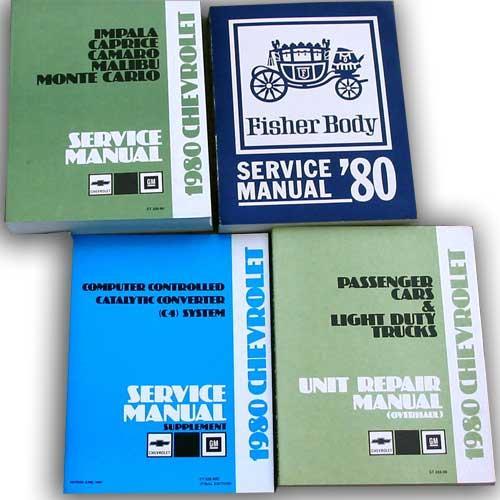 IMPALA
CAPRICE
CAMARO
MALIBU
MONTE CARLO
SERVICE
MANUAL
CHEVROLET
GM
1980 CHEVROLET
F
Fisher Body
SERVICE
MANUAL '80
COMPUTER CONTROLLED
CATALYTIC CONVERTER
(C4) SYSTEM
SERVICE
MANUAL
SUPPLEMENT
CHEVROLET
GM
1980 CHEVROLET
PASSENGER
CARS
&
LIGHT DUTY
TRUCKS
UNIT REPAIR
MANUAL
(OVERHAUL)
CHEVROLET
GM
1980 CHEVROLET